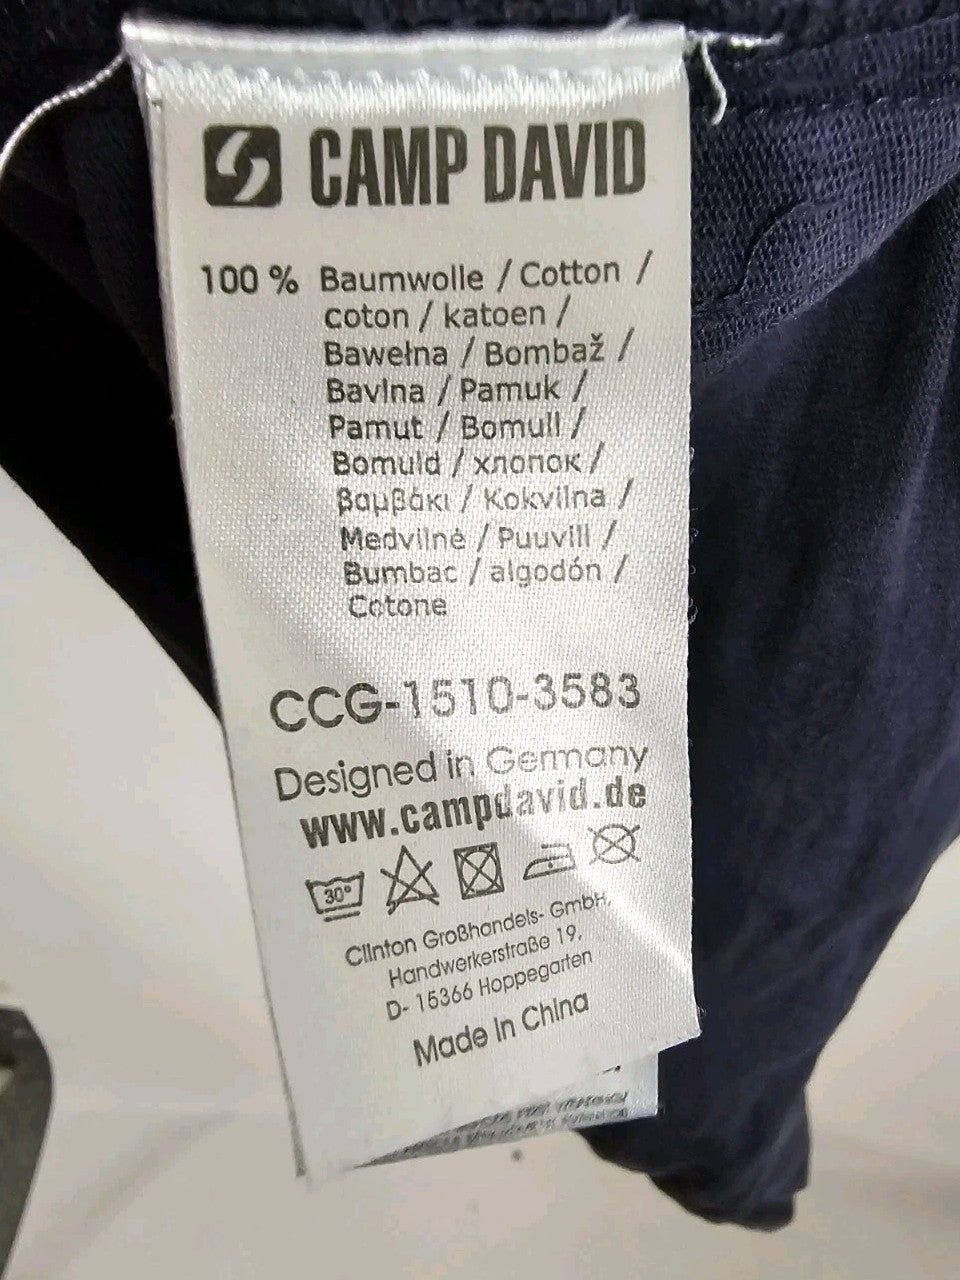 CAMP DAVID
100 % Baumwolle / Cotton /
coton / katoen /
Bawełna / Bombaž /
Bavlna / Pamuk /
Pamut / Bomull /
Bomuld / хлопок /
βαμβάκι / Kokvilna /
Medvilnė / Puuvill /
Bumbac / algodón /
Cotone
CCG-1510-3583
Designed in Germany
www.campdavid.de
30°
Clinton Großhandels- GmbH,
Handwerkerstraße 19,
D- 15366 Hoppegarten
Made in China